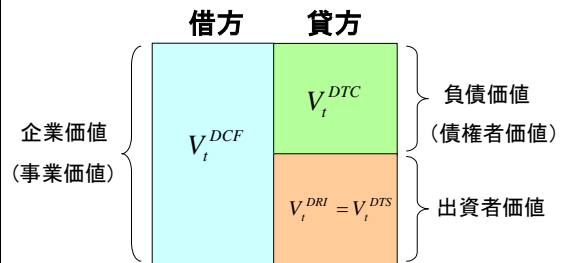 借方 貸方
企業価値
(事業価値)
V_t^{DCF}
V_t^{DTC}
負債価値
(債権者価値)
V_t^{DRI} = V_t^{DTS}
出資者価値